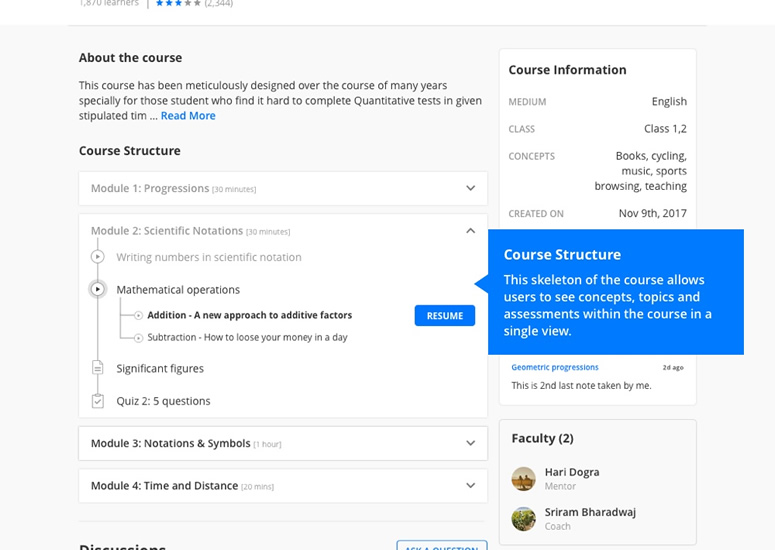 1,870 learners | (2,344)
About the course
This course has been meticulously designed over the course of many years
specially for those student who find it hard to complete Quantitative tests in given
stipulated tim ... Read More
Course Structure
Module 1: Progressions [30 minutes]
Module 2: Scientific Notations [30 minutes]
Writing numbers in scientific notation
Mathematical operations
Addition - A new approach to additive factors
RESUME
Subtraction - How to loose your money in a day
Significant figures
Quiz 2: 5 questions
Module 3: Notations & Symbols [1 hour]
Module 4: Time and Distance [20 mins]
Discussions
ASK A QUESTION
Course Information
MEDIUM English
CLASS Class 1,2
CONCEPTS Books, cycling,
music, sports
browsing, teaching
CREATED ON Nov 9th, 2017
Course Structure
This skeleton of the course allows
users to see concepts, topics and
assessments within the course in a
single view.
Geometric progressions 2d ago
This is 2nd last note taken by me.
Faculty (2)
Hari Dogra
Mentor
Sriram Bharadwaj
Coach